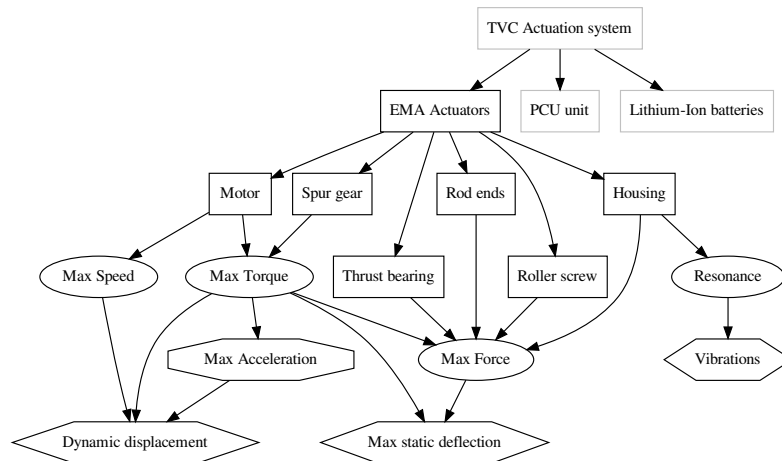 TVC Actuation system
EMA Actuators
PCU unit
Lithium-Ion batteries
Motor
Spur gear
Rod ends
Housing
Max Speed
Max Torque
Thrust bearing
Roller screw
Resonance
Max Acceleration
Max Force
Vibrations
Dynamic displacement
Max static deflection